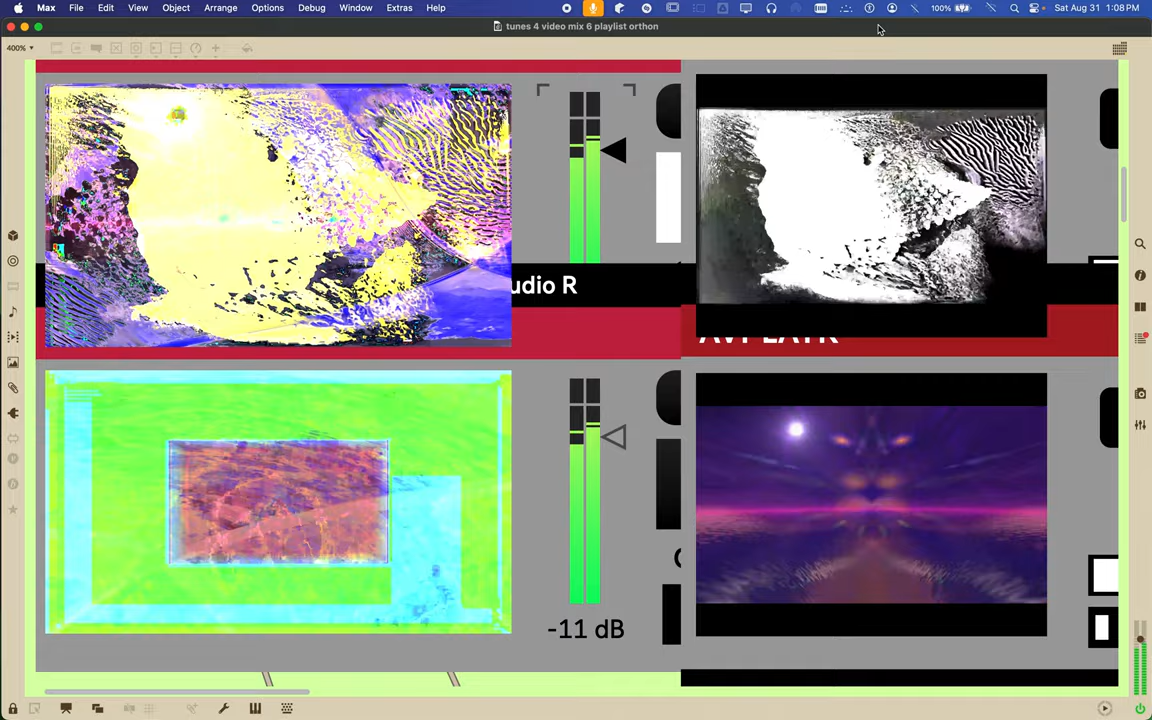 Max File Edit View Object Arrange Options Debug Window Extras Help
100% Sat Aug 31 1:08 PM
tunes 4 video mix 6 playlist orthon
400%
udio R
-11 dB